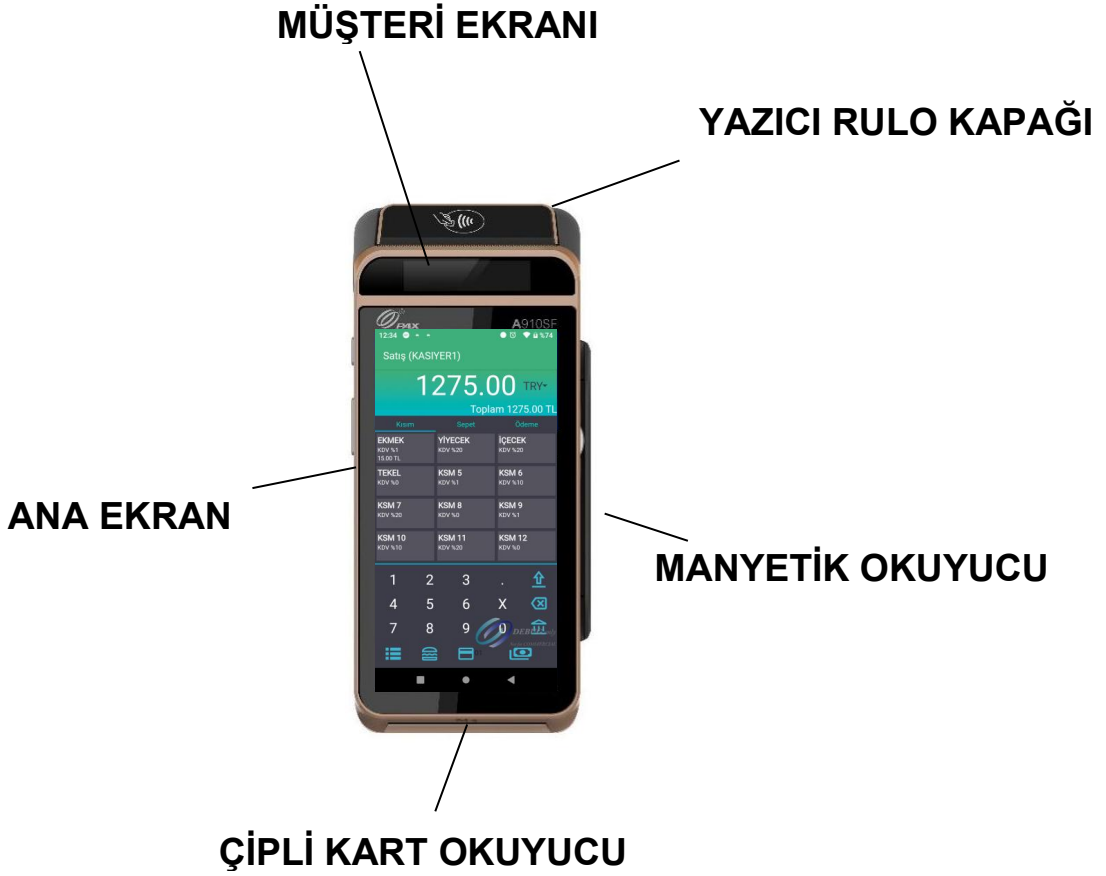 MÜŞTERİ EKRANI
YAZICI RULO KAPAĞI
PAX
A910SF
12:34
%74
Satış (KASIYER1)
1275.00 TRY
Toplam 1275.00 TL
Kısım Sepet Ödeme
EKMEK YİYECEK İÇECEK
KDV %1 KDV %20 KDV %20
15.00 TL
TEKEL KSM 5 KSM 6
KDV %0 KDV %1 KDV %10
KSM 7 KSM 8 KSM 9
KDV %20 KDV %0 KDV %1
KSM 10 KSM 11 KSM 12
KDV %10 KDV %20 KDV %0
ANA EKRAN
MANYETİK OKUYUCU
1 2 3 .
4 5 6 X
7 8 9 0
ÇİPLİ KART OKUYUCU